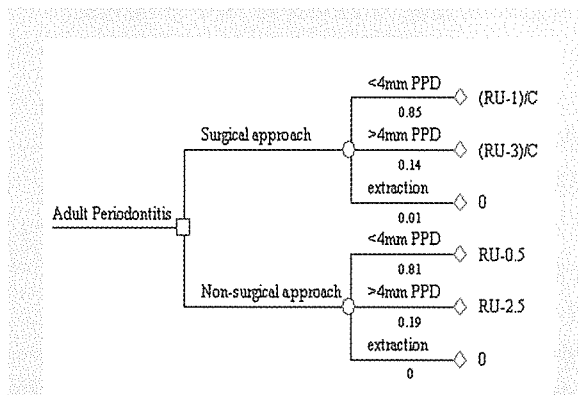 <4mm PPD
(RU-1)/C
0.85
Surgical approach
>4mm PPD
(RU-3)/C
0.14
extraction
0
0.01
Adult Periodontitis
<4mm PPD
RU-0.5
0.81
Non-surgical approach
>4mm PPD
RU-2.5
0.19
extraction
0
0